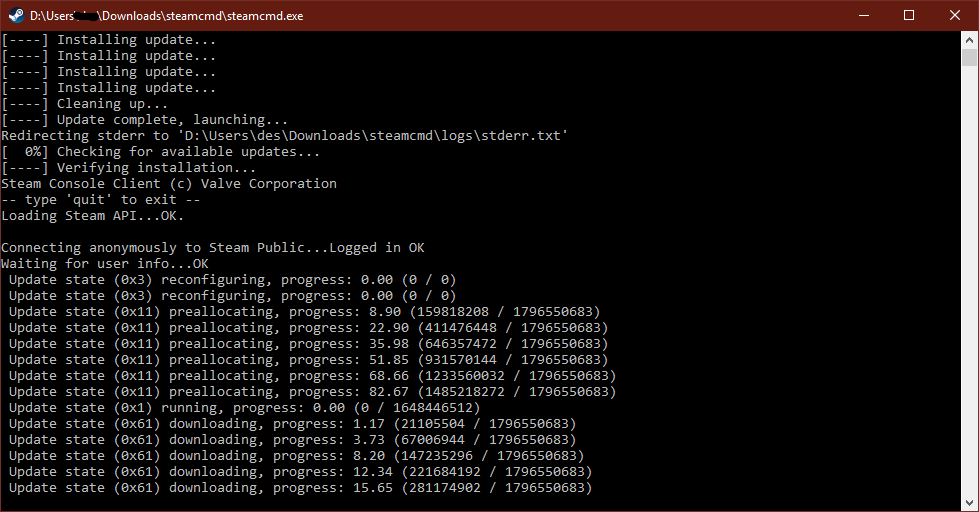 D:\Users\\Downloads\steamcmd\steamcmd.exe
[----] Installing update...
[----] Installing update...
[----] Installing update...
[----] Installing update...
[----] Cleaning up...
[----] Update complete, launching...
Redirecting stderr to 'D:\Users\des\Downloads\steamcmd\logs\stderr.txt'
[  0%] Checking for available updates...
[----] Verifying installation...
Steam Console Client (c) Valve Corporation
-- type 'quit' to exit --
Loading Steam API...OK.
Connecting anonymously to Steam Public...Logged in OK
Waiting for user info...OK
Update state (0x3) reconfiguring, progress: 0.00 (0 / 0)
Update state (0x3) reconfiguring, progress: 0.00 (0 / 0)
Update state (0x11) preallocating, progress: 8.90 (159818208 / 1796550683)
Update state (0x11) preallocating, progress: 22.90 (411476448 / 1796550683)
Update state (0x11) preallocating, progress: 35.98 (646357472 / 1796550683)
Update state (0x11) preallocating, progress: 51.85 (931570144 / 1796550683)
Update state (0x11) preallocating, progress: 68.66 (1233560032 / 1796550683)
Update state (0x11) preallocating, progress: 82.67 (1485218272 / 1796550683)
Update state (0x1) running, progress: 0.00 (0 / 1648446512)
Update state (0x61) downloading, progress: 1.17 (21105504 / 1796550683)
Update state (0x61) downloading, progress: 3.73 (67006944 / 1796550683)
Update state (0x61) downloading, progress: 8.20 (147235296 / 1796550683)
Update state (0x61) downloading, progress: 12.34 (221684192 / 1796550683)
Update state (0x61) downloading, progress: 15.65 (281174902 / 1796550683)